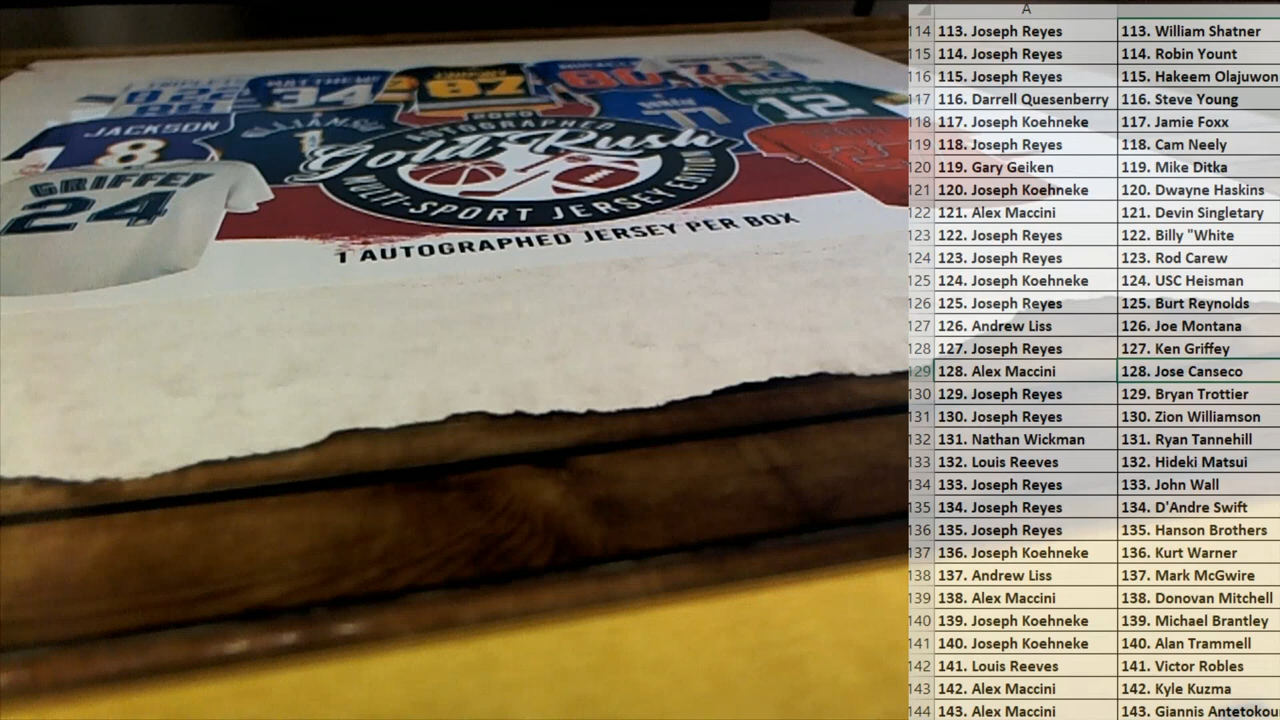 MATTHEWS
34
87
80
JACKSON
8
WILLIAMSON
1
77
12
GRIFFEY
24
2020
AUTOGRAPHED
Gold Rush
MULTI-SPORT JERSEY EDITION
1 AUTOGRAPHED JERSEY PER BOX
A
114 113. Joseph Reyes 113. William Shatner
115 114. Joseph Reyes 114. Robin Yount
116 115. Joseph Reyes 115. Hakeem Olajuwon
117 116. Darrell Quesenberry 116. Steve Young
118 117. Joseph Koehneke 117. Jamie Foxx
119 118. Joseph Reyes 118. Cam Neely
120 119. Gary Geiken 119. Mike Ditka
121 120. Joseph Koehneke 120. Dwayne Haskins
122 121. Alex Maccini 121. Devin Singletary
123 122. Joseph Reyes 122. Billy "White
124 123. Joseph Reyes 123. Rod Carew
125 124. Joseph Koehneke 124. USC Heisman
126 125. Joseph Reyes 125. Burt Reynolds
127 126. Andrew Liss 126. Joe Montana
128 127. Joseph Reyes 127. Ken Griffey
129 128. Alex Maccini 128. Jose Canseco
130 129. Joseph Reyes 129. Bryan Trottier
131 130. Joseph Reyes 130. Zion Williamson
132 131. Nathan Wickman 131. Ryan Tannehill
133 132. Louis Reeves 132. Hideki Matsui
134 133. Joseph Reyes 133. John Wall
135 134. Joseph Reyes 134. D'Andre Swift
136 135. Joseph Reyes 135. Hanson Brothers
137 136. Joseph Koehneke 136. Kurt Warner
138 137. Andrew Liss 137. Mark McGwire
139 138. Alex Maccini 138. Donovan Mitchell
140 139. Joseph Koehneke 139. Michael Brantley
141 140. Joseph Koehneke 140. Alan Trammell
142 141. Louis Reeves 141. Victor Robles
143 142. Alex Maccini 142. Kyle Kuzma
144 143. Alex Maccini 143. Giannis Antetokou